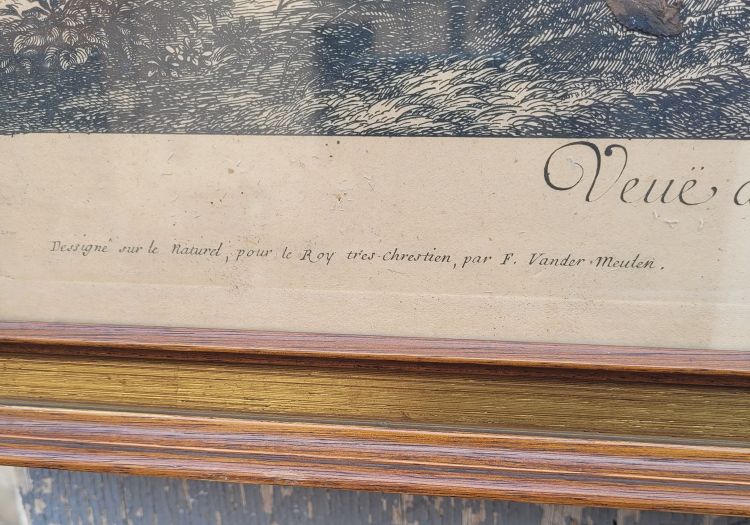 Veuë
Dessigné sur le Naturel, pour le Roy tres-chrestien, par F. Vander Meulen.